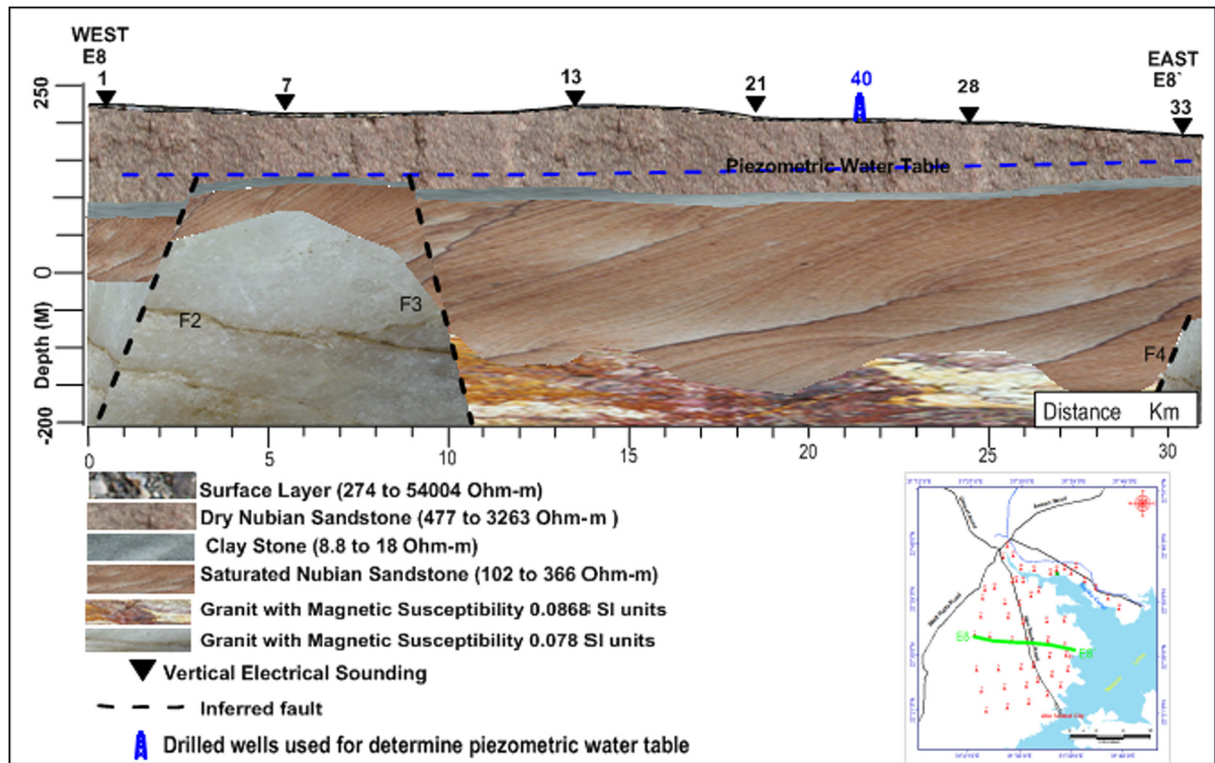 WEST
E8
1
7
13
21
40
28
EAST
E8`
33
250
Piezometric Water Table
0
F2
F3
F4
Depth (M)
-200
Distance Km
0
5
10
15
20
25
30
Surface Layer (274 to 54004 Ohm-m)
Dry Nubian Sandstone (477 to 3263 Ohm-m )
Clay Stone (8.8 to 18 Ohm-m)
Saturated Nubian Sandstone (102 to 366 Ohm-m)
Granit with Magnetic Susceptibility 0.0868 SI units
Granit with Magnetic Susceptibility 0.078 SI units
Vertical Electrical Sounding
Inferred fault
Drilled wells used for detemine piezometric water table
E8
E8`